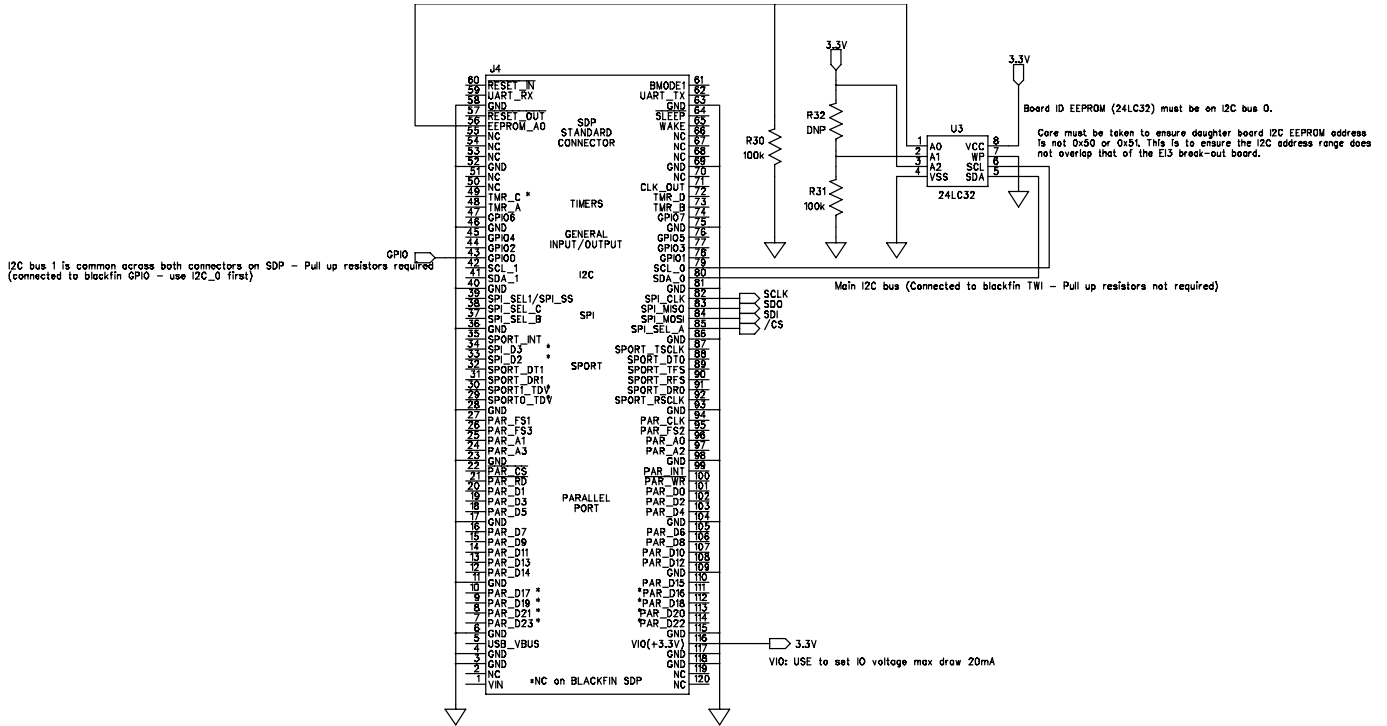 J4
60 RESET_IN BMODE1 61
59 UART_RX UART_TX 62
58 GND GND 63
57 RESET_OUT SLEEP 64
56 EEPROM_A0 WAKE 65
55 NC NC 66
54 NC NC 67
53 NC NC 68
52 GND GND 69
51 NC NC 70
50 NC CLK_OUT 71
49 TMR_C * TMR_D 72
48 TMR_A TMR_B 73
47 GPIO6 GPIO7 74
46 GND GND 75
45 GPIO4 GPIO5 76
44 GPIO2 GPIO3 77
43 GPIO0 GPIO1 78
42 SCL_1 SCL_0 79
41 SDA_1 SDA_0 80
40 GND GND 81
39 SPI_SEL1/SPI_SS SPI_CLK 82
38 SPI_SEL_C SPI_MISO 83
37 SPI_SEL_B SPI_MOSI 84
36 GND SPI_SEL_A 85
35 SPORT_INT GND 86
34 SPI_D3 * SPORT_TSCLK 87
33 SPI_D2 * SPORT_DT0 88
32 SPORT_DT1 SPORT_TFS 89
31 SPORT_DR1 SPORT_RFS 90
30 SPORT1_TDV* SPORT_DR0 91
29 SPORT0_TDV* SPORT_RSCLK 92
28 GND GND 93
27 PAR_FS1 PAR_CLK 94
26 PAR_FS3 PAR_FS2 95
25 PAR_A1 PAR_A0 96
24 PAR_A3 PAR_A2 97
23 GND GND 98
22 PAR_CS PAR_INT 99
21 PAR_RD PAR_WR 100
20 PAR_D1 PAR_D0 101
19 PAR_D3 PAR_D2 102
18 PAR_D5 PAR_D4 103
17 GND GND 104
16 PAR_D7 PAR_D6 105
15 PAR_D9 PAR_D8 106
14 PAR_D11 PAR_D10 107
13 PAR_D13 PAR_D12 108
12 PAR_D14 GND 109
11 GND PAR_D15 110
10 PAR_D17 * *PAR_D16 111
9 PAR_D19 * *PAR_D18 112
8 PAR_D21 * *PAR_D20 113
7 PAR_D23 * *PAR_D22 114
6 GND GND 115
5 USB_VBUS VIO(+3.3V) 116
4 GND GND 117
3 GND GND 118
2 NC NC 119
1 VIN *NC on BLACKFIN SDP NC 120
SDP
STANDARD
CONNECTOR
TIMERS
GENERAL
INPUT/OUTPUT
I2C
SPI
SPORT
PARALLEL
PORT
GPIO
I2C bus 1 is common across both connectors on SDP - Pull up resistors required
(connected to blackfin GPIO - use I2C_0 first)
R30
100k
3.3V
R32
DNP
R31
100k
3.3V
U3
1 A0 VCC 8
2 A1 WP 7
3 A2 SCL 6
4 VSS SDA 5
24LC32
Board ID EEPROM (24LC32) must be on I2C bus 0.
Care must be taken to ensure daughter board I2C EEPROM address
is not 0x50 or 0x51. This is to ensure the I2C address range does
not overlap that of the EI3 break-out board.
Main I2C bus (Connected to blackfin TWI - Pull up resistors not required)
SCLK
SDO
SDI
/CS
3.3V
VIO: USE to set IO voltage max draw 20mA